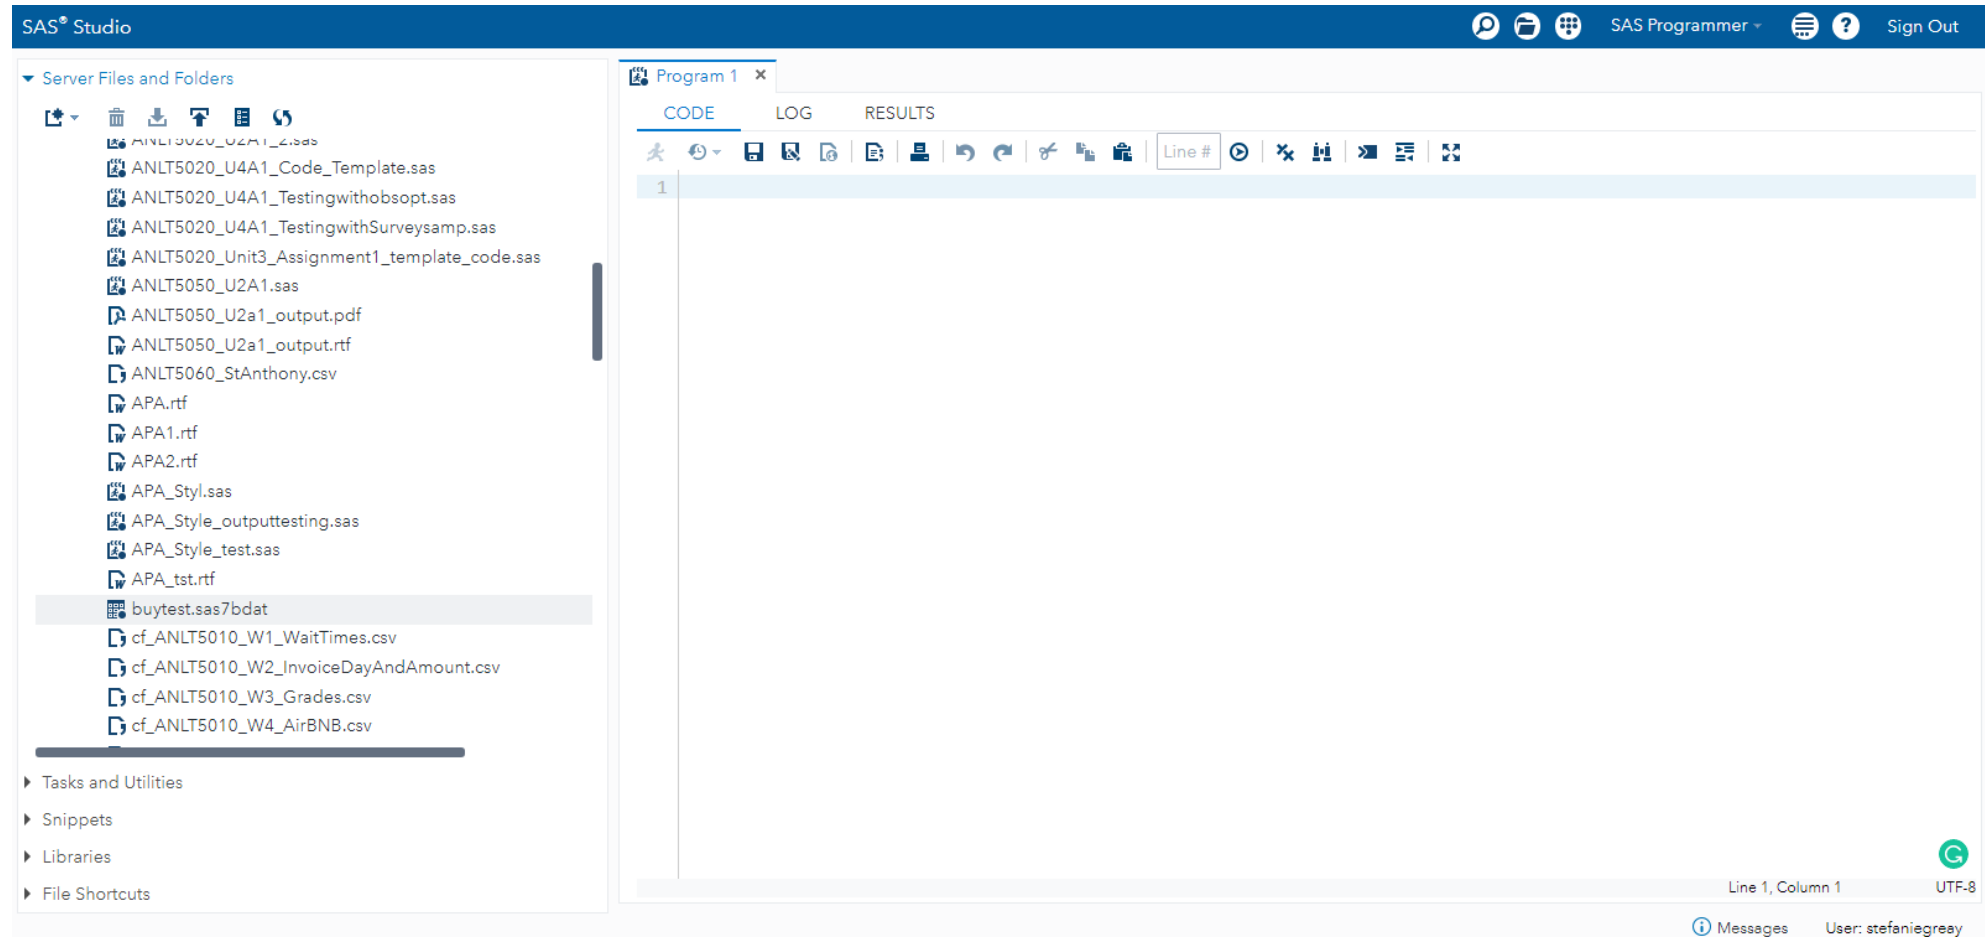 SAS® Studio
SAS Programmer
Sign Out
Server Files and Folders
ANLT5020_U2A1_2.sas
ANLT5020_U4A1_Code_Template.sas
ANLT5020_U4A1_Testingwithobsopt.sas
ANLT5020_U4A1_TestingwithSurveysamp.sas
ANLT5020_Unit3_Assignment1_template_code.sas
ANLT5050_U2A1.sas
ANLT5050_U2a1_output.pdf
ANLT5050_U2a1_output.rtf
ANLT5060_StAnthony.csv
APA.rtf
APA1.rtf
APA2.rtf
APA_Styl.sas
APA_Style_outputtesting.sas
APA_Style_test.sas
APA_tst.rtf
buytest.sas7bdat
cf_ANLT5010_W1_WaitTimes.csv
cf_ANLT5010_W2_InvoiceDayAndAmount.csv
cf_ANLT5010_W3_Grades.csv
cf_ANLT5010_W4_AirBNB.csv
Tasks and Utilities
Snippets
Libraries
File Shortcuts
Program 1
CODE LOG RESULTS
Line #
1
Line 1, Column 1 UTF-8
Messages User: stefaniegreay